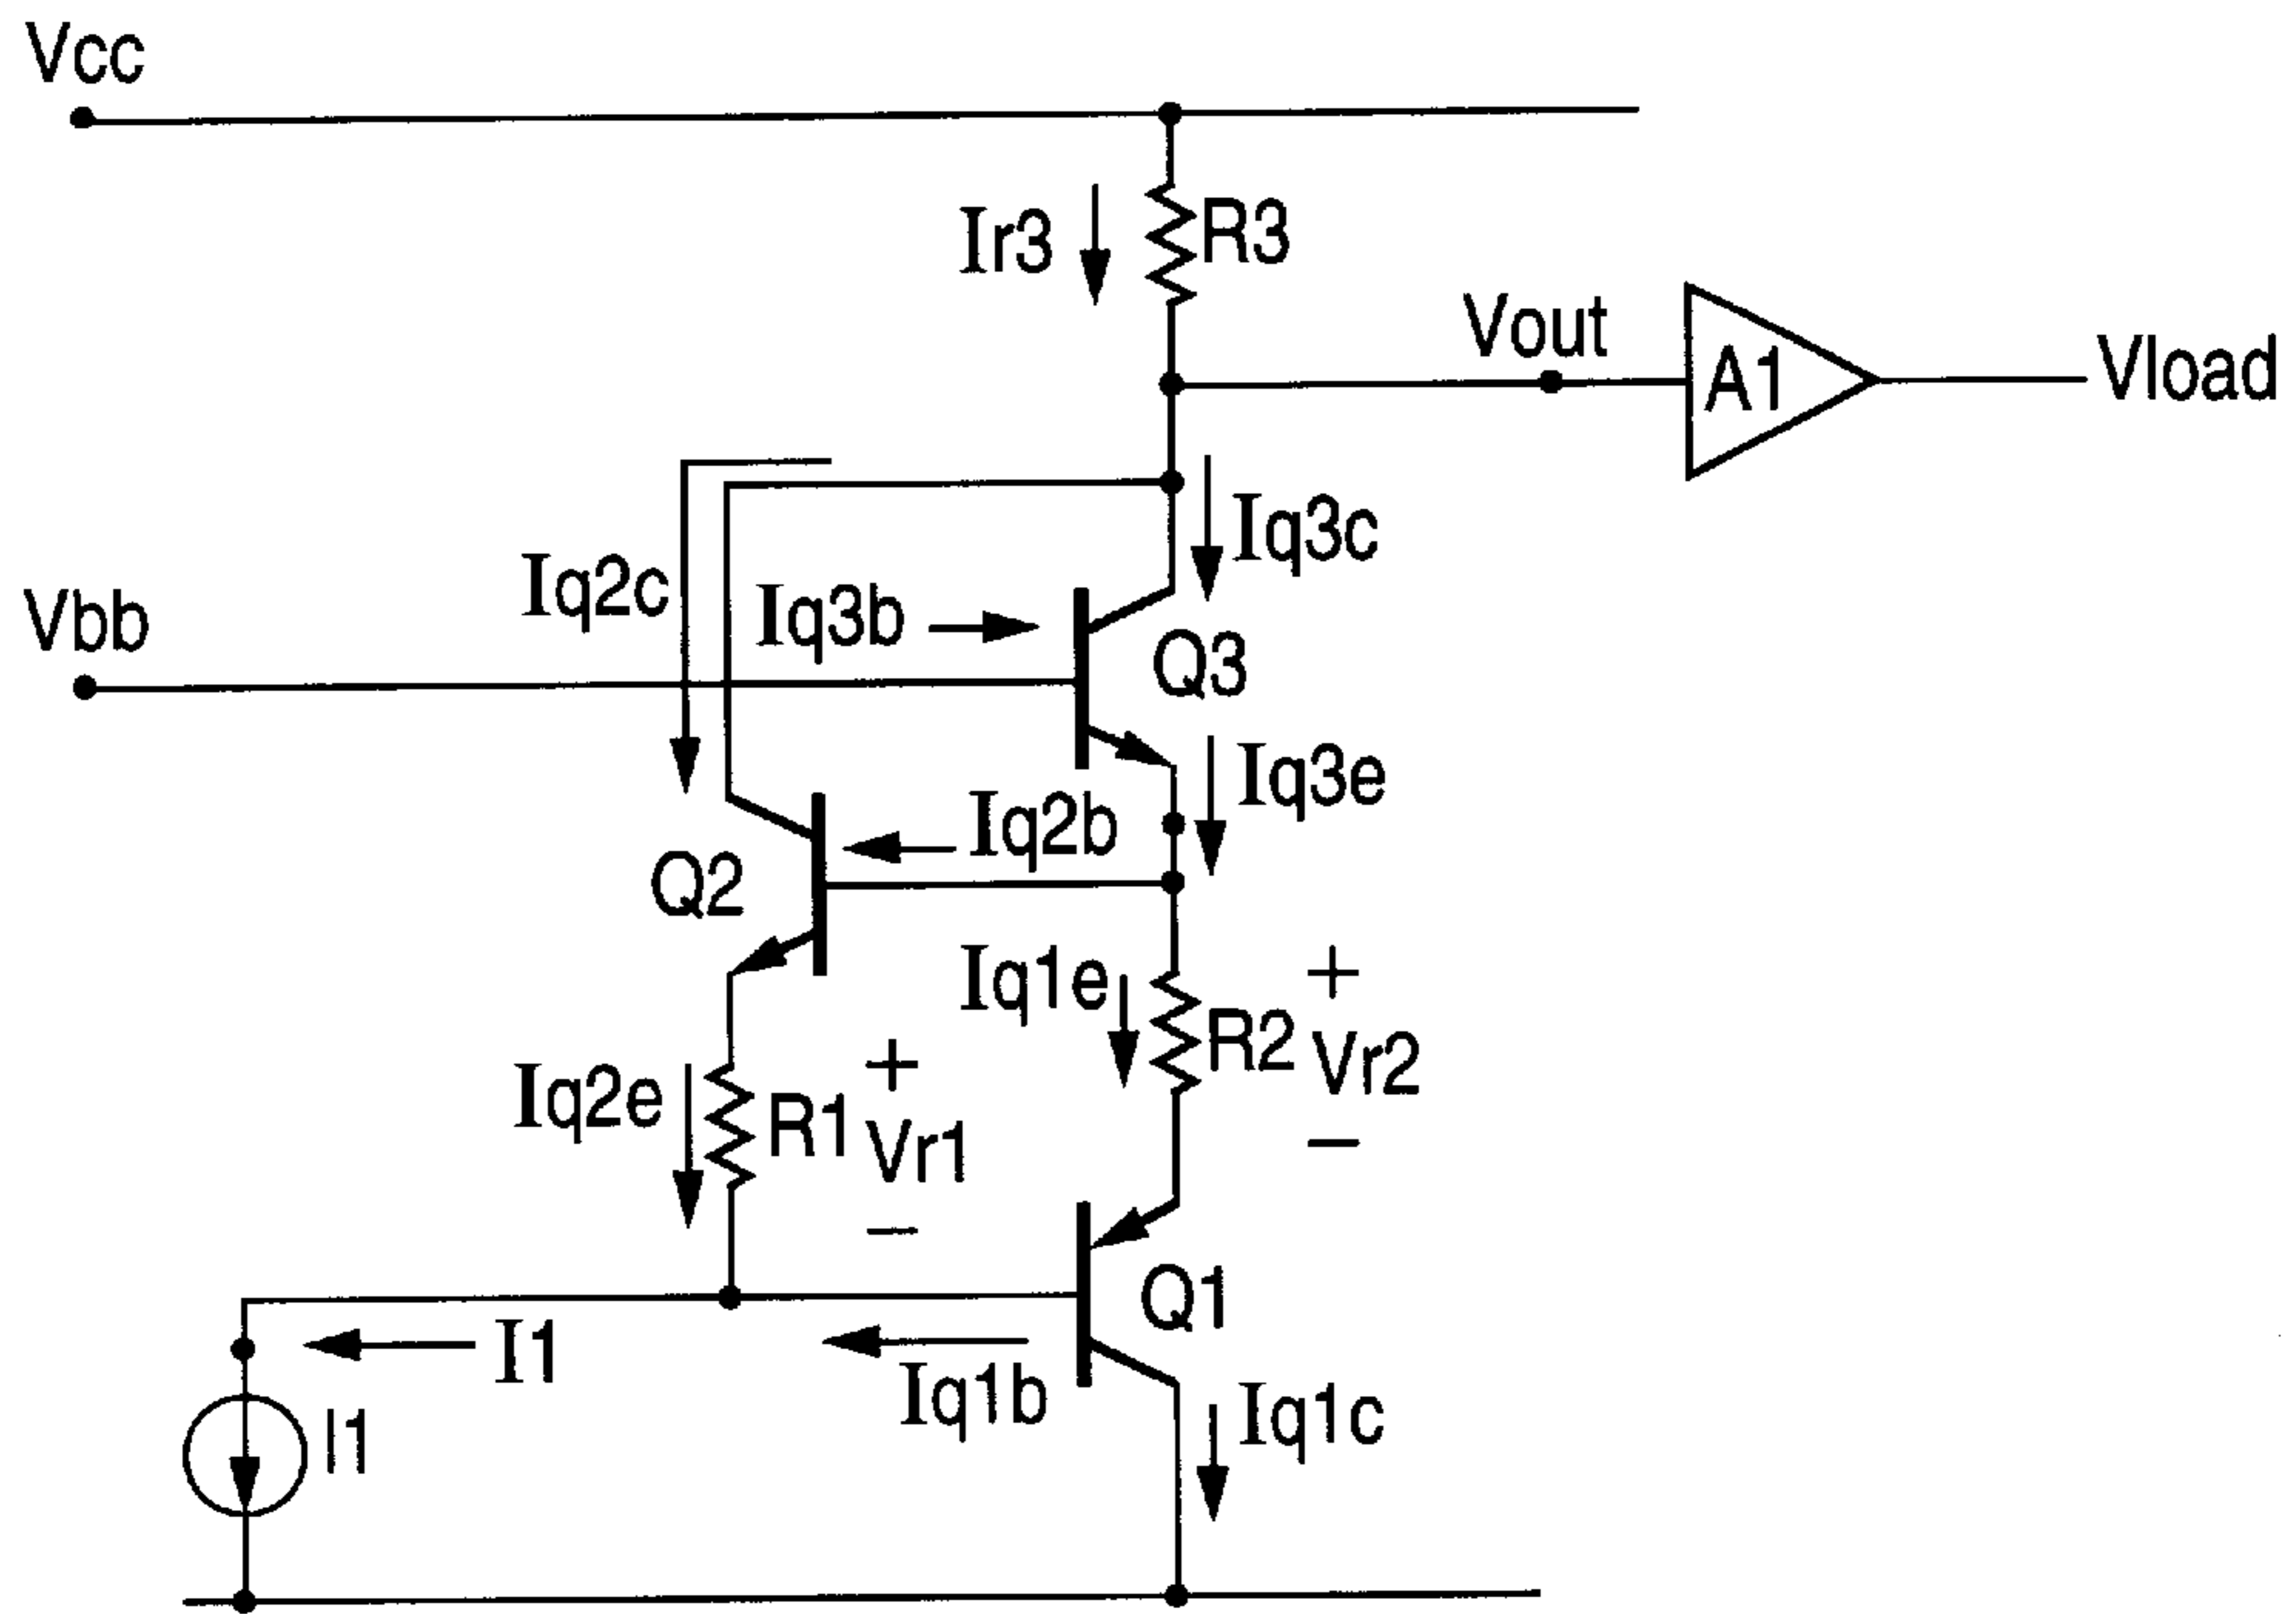 Vcc
Ir3
R3
Vout
A1
Vload
Iq2c
Iq3b
Iq3c
Vbb
Q3
Iq3e
Iq2b
Q2
Iq1e
+
R2
Vr2
−
Iq2e
+
R1
Vr1
−
Q1
I1
Iq1b
Iq1c
I1